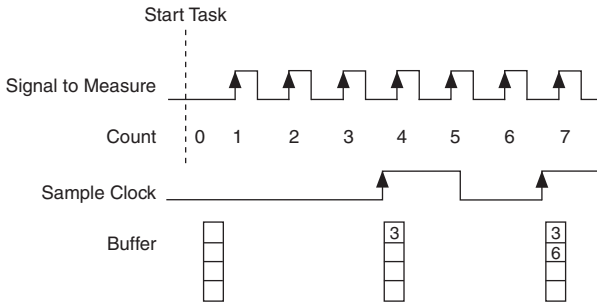 Start Task
Signal to Measure
Count 0 1 2 3 4 5 6 7
Sample Clock
Buffer
3 3
6